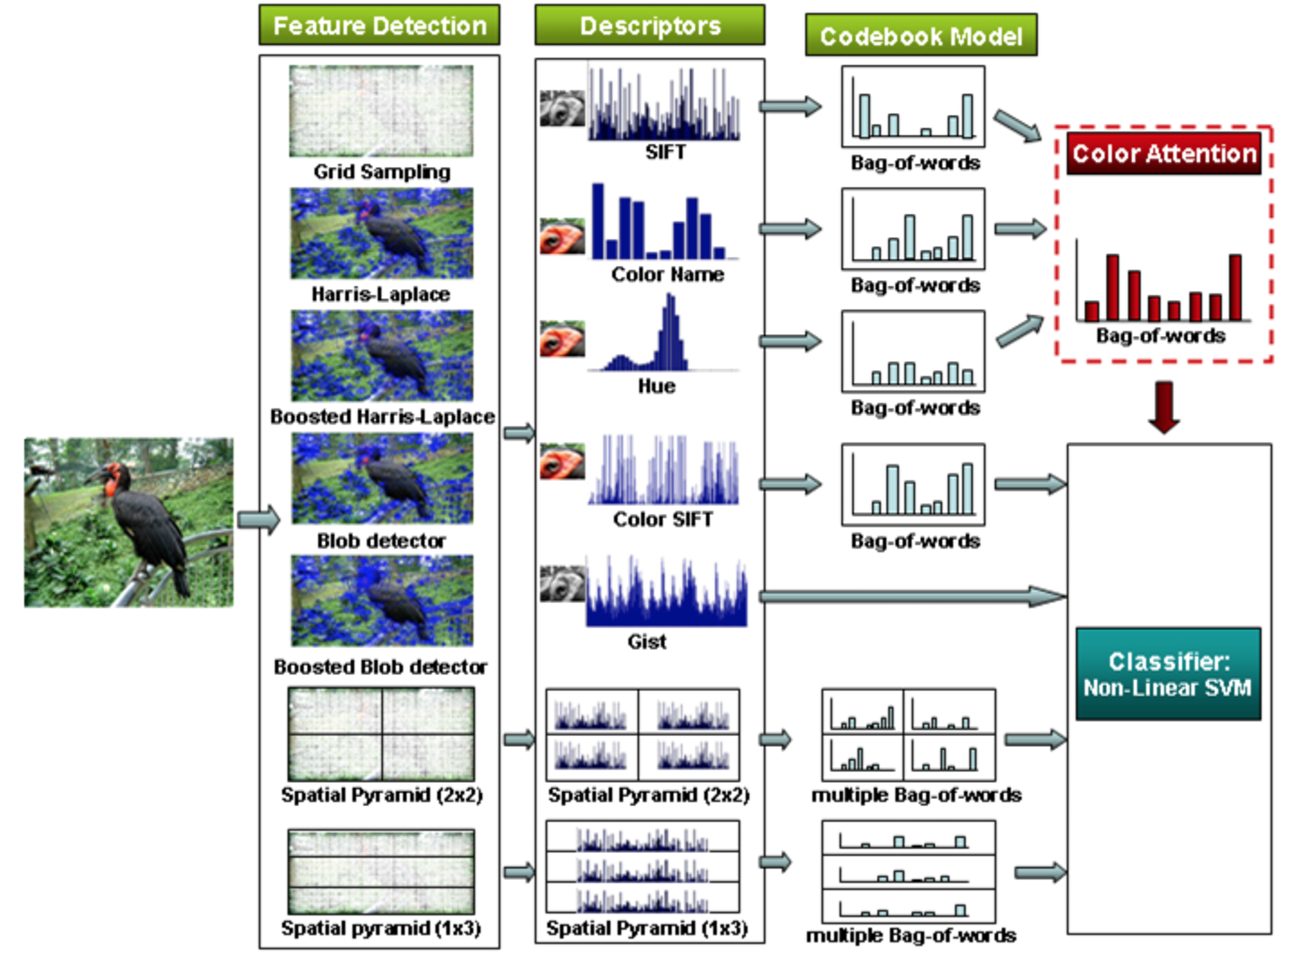 Feature Detection
Grid Sampling
Harris-Laplace
Boosted Harris-Laplace
Blob detector
Boosted Blob detector
Spatial Pyramid (2x2)
Spatial pyramid (1x3)
Descriptors
SIFT
Color Name
Hue
Color SIFT
Gist
Spatial Pyramid (2x2)
Spatial Pyramid (1x3)
Codebook Model
Bag-of-words
Bag-of-words
Bag-of-words
Bag-of-words
multiple Bag-of-words
multiple Bag-of-words
Color Attention
Bag-of-words
Classifier:
Non-Linear SVM